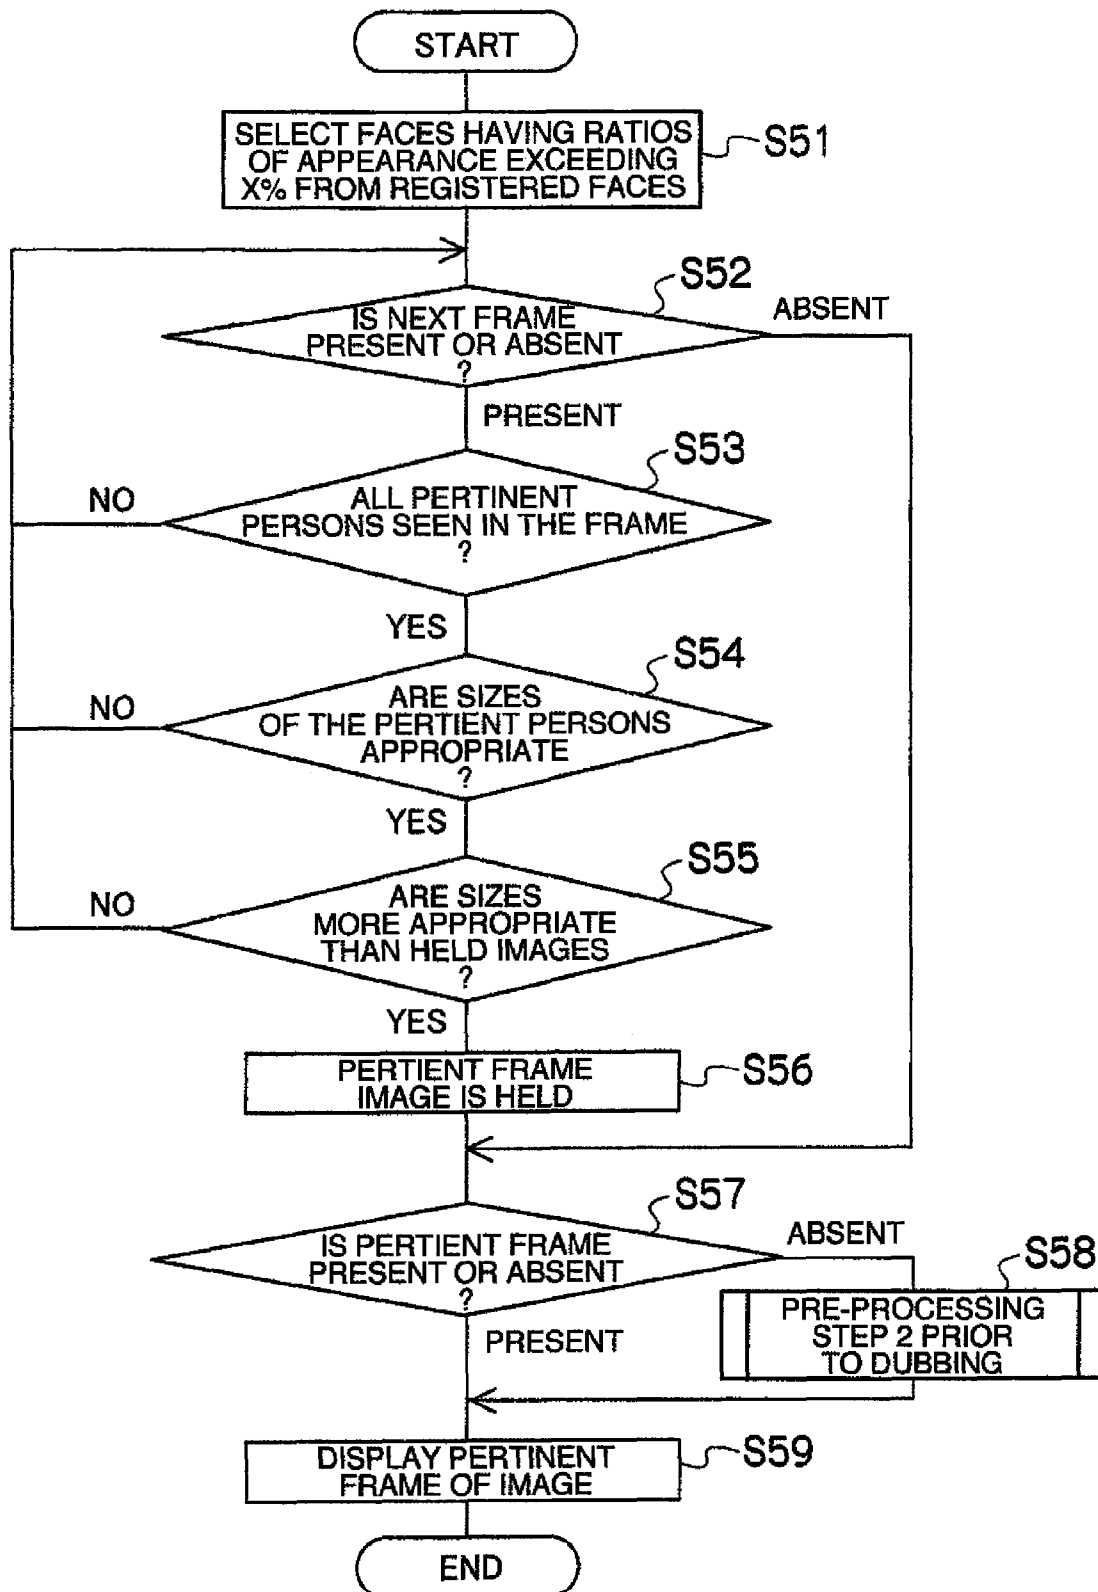 START
SELECT FACES HAVING RATIOS
OF APPEARANCE EXCEEDING
X% FROM REGISTERED FACES
S51
S52
IS NEXT FRAME
PRESENT OR ABSENT
?
ABSENT
PRESENT
S53
ALL PERTINENT
PERSONS SEEN IN THE FRAME
?
NO
YES
S54
ARE SIZES
OF THE PERTIENT PERSONS
APPROPRIATE
?
NO
YES
S55
ARE SIZES
MORE APPROPRIATE
THAN HELD IMAGES
?
NO
YES
PERTIENT FRAME
IMAGE IS HELD
S56
S57
IS PERTIENT FRAME
PRESENT OR ABSENT
?
ABSENT
PRESENT
S58
PRE-PROCESSING
STEP 2 PRIOR
TO DUBBING
DISPLAY PERTINENT
FRAME OF IMAGE
S59
END